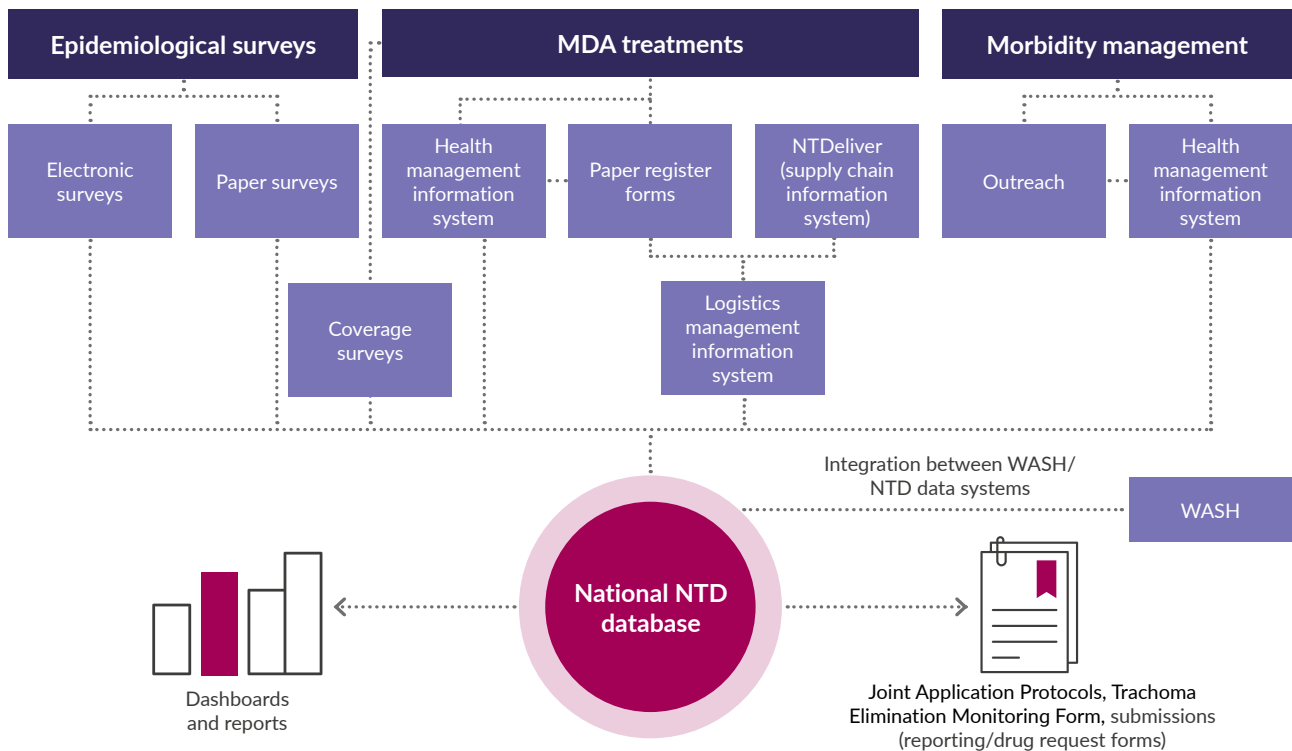 Epidemiological surveys
MDA treatments
Morbidity management
Electronic
surveys
Paper surveys
Health
management
information
system
Paper register
forms
NTDeliver
(supply chain
information
system)
Outreach
Health
management
information
system
Coverage
surveys
Logistics
management
information
system
Integration between WASH/
NTD data systems
WASH
National NTD
database
Dashboards
and reports
Joint Application Protocols, Trachoma
Elimination Monitoring Form, submissions
(reporting/drug request forms)